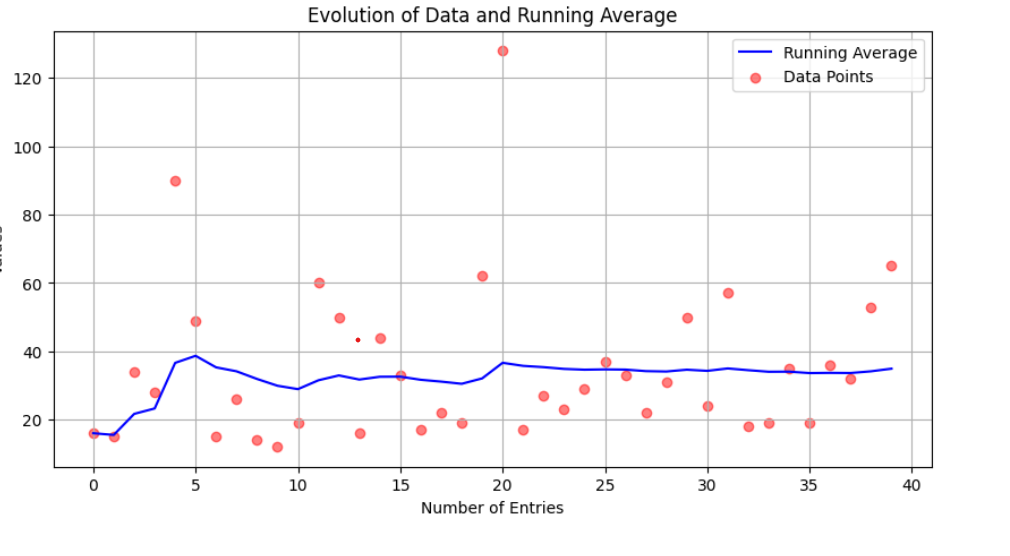 Evolution of Data and Running Average
Running Average
Data Points
120
100
80
60
40
20
0 5 10 15 20 25 30 35 40
Number of Entries